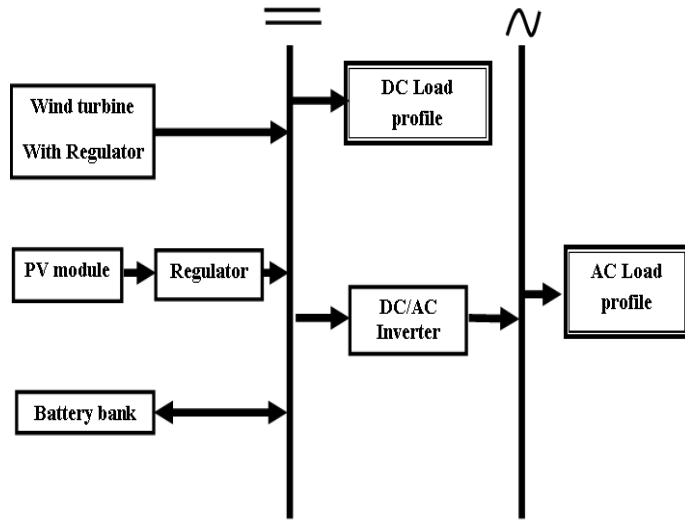 Wind turbine
With Regulator
DC Load
profile
PV module
Regulator
DC/AC
Inverter
AC Load
profile
Battery bank